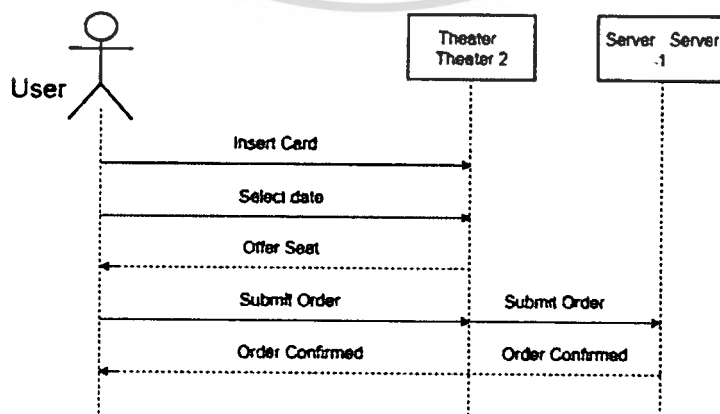 Theater
Theater 2
Server Server
-1
User
Insert Card
Select date
Offer Seat
Submit Order
Submit Order
Order Confirmed
Order Confirmed